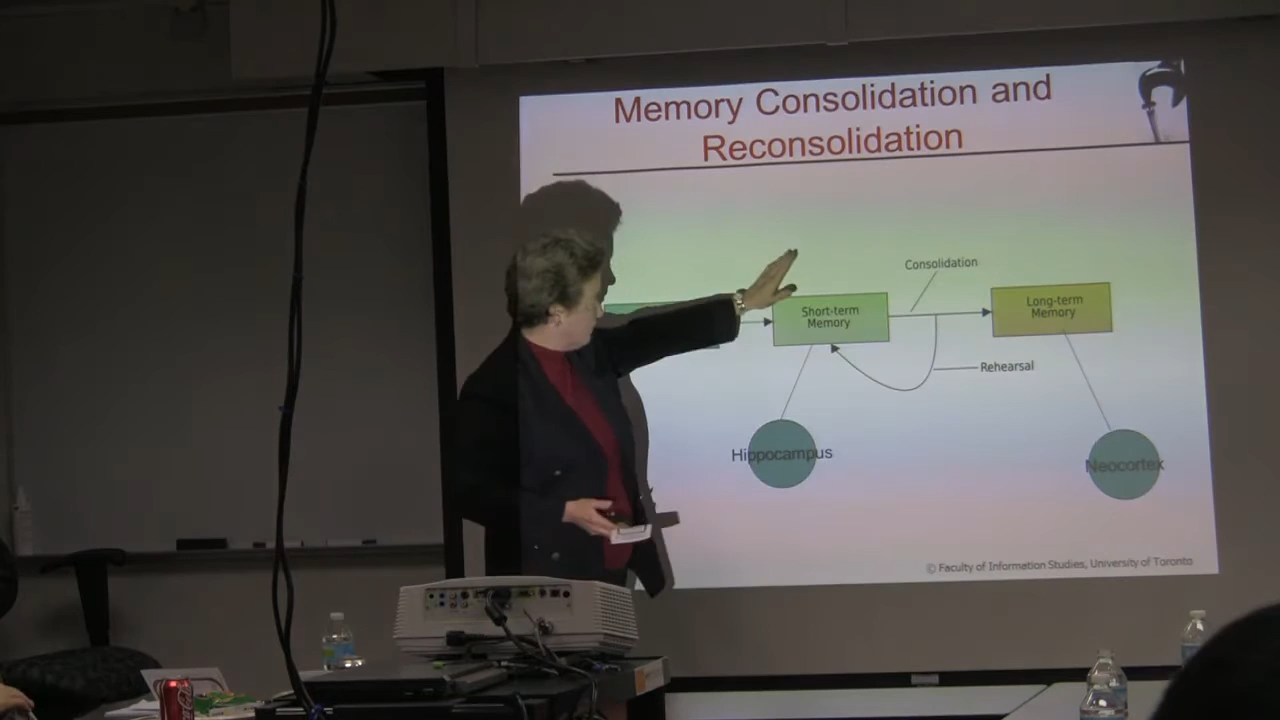 Memory Consolidation and
Reconsolidation
Consolidation
Short-term
Memory
Long-term
Memory
Rehearsal
Hippocampus
Neocortex
© Faculty of Information Studies, University of Toronto